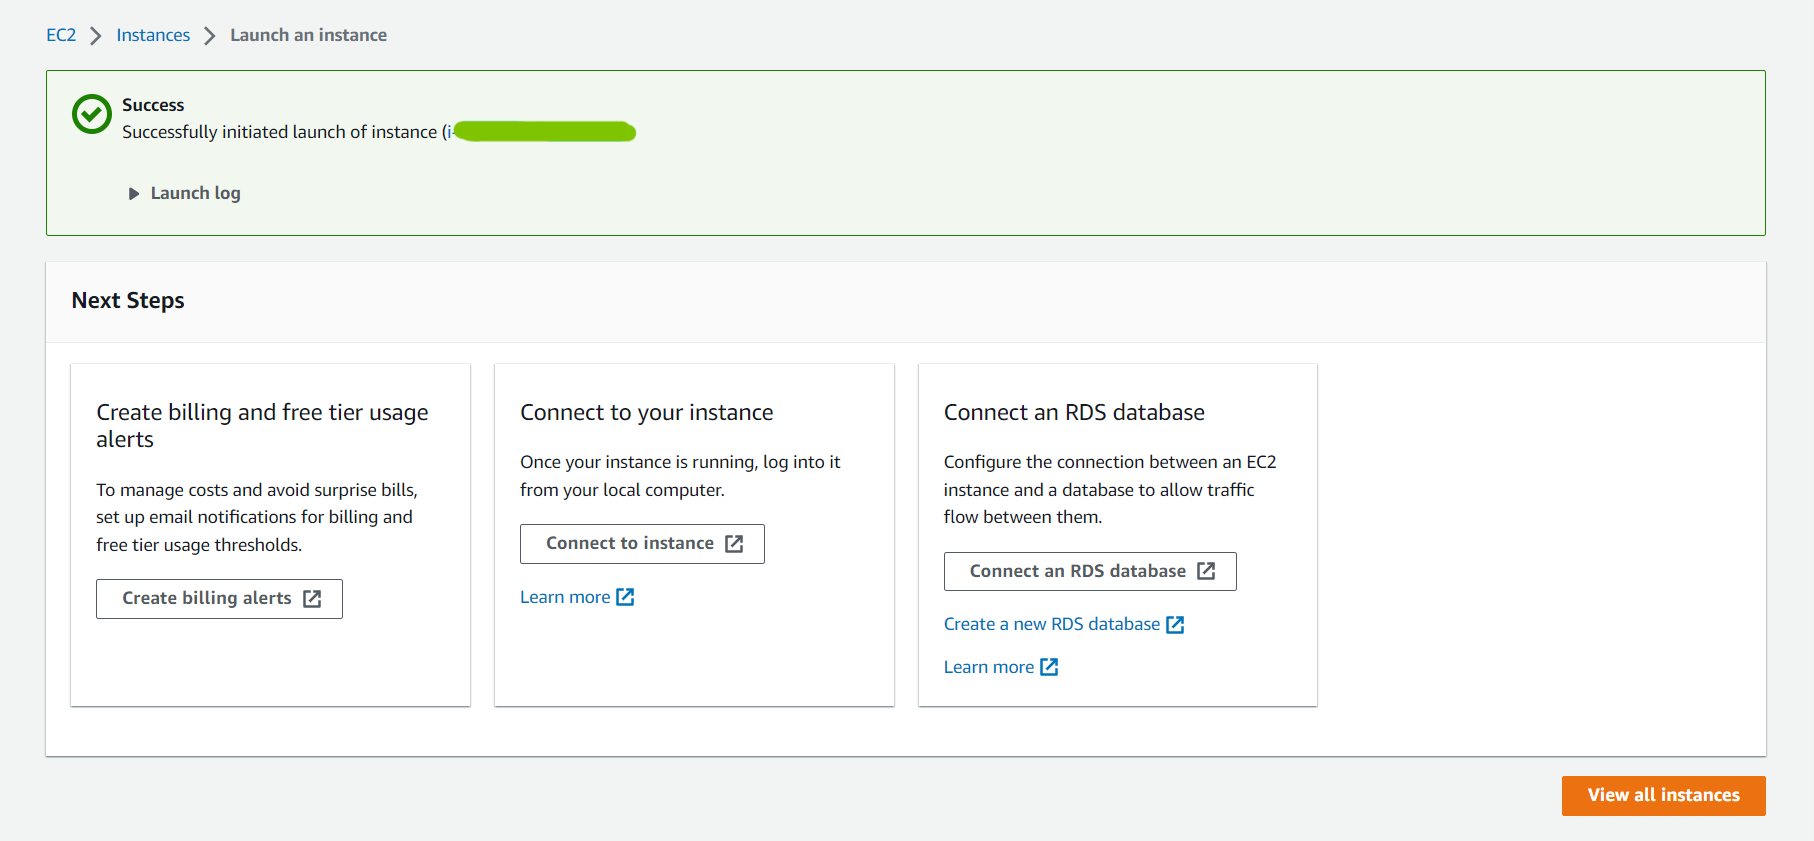 EC2 Instances Launch an instance
Success
Successfully initiated launch of instance (i-
Launch log
Next Steps
Create billing and free tier usage
alerts
To manage costs and avoid surprise bills,
set up email notifications for billing and
free tier usage thresholds.
Create billing alerts
Connect to your instance
Once your instance is running, log into it
from your local computer.
Connect to instance
Learn more
Connect an RDS database
Configure the connection between an EC2
instance and a database to allow traffic
flow between them.
Connect an RDS database
Create a new RDS database
Learn more
View all instances